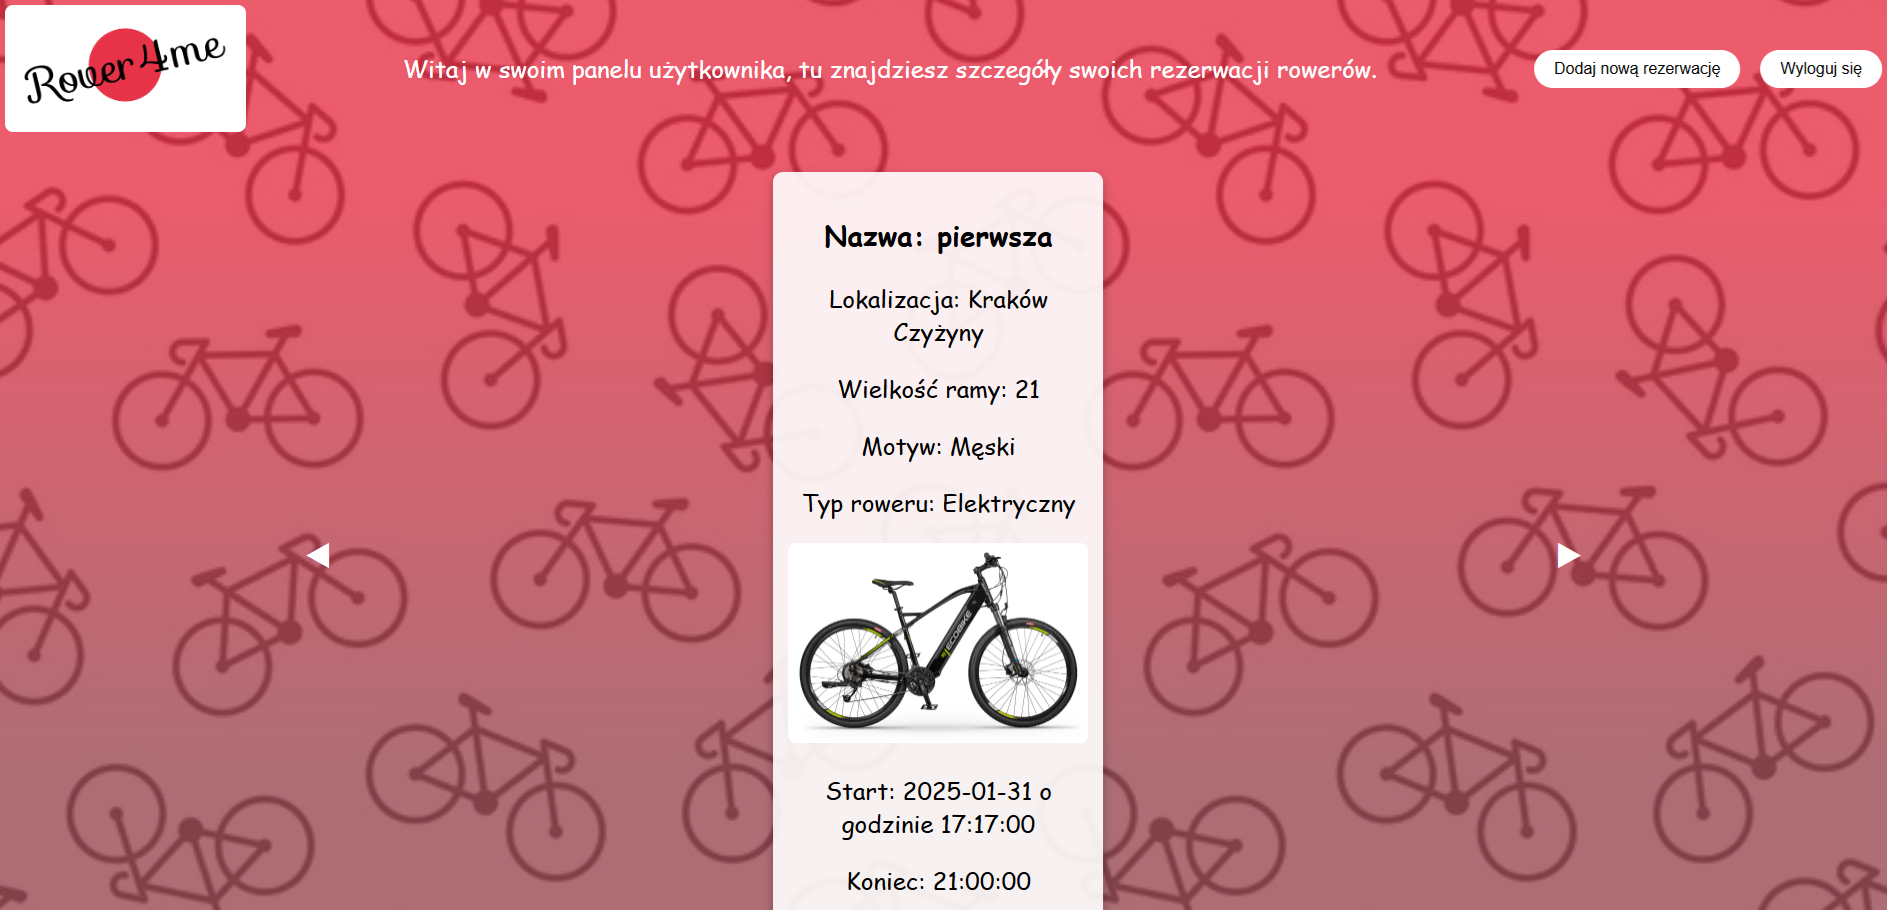 Rower4me
Witaj w swoim panelu użytkownika, tu znajdziesz szczegóły swoich rezerwacji rowerów.
Dodaj nową rezerwację
Wyloguj się
Nazwa: pierwsza
Lokalizacja: Kraków
Czyżyny
Wielkość ramy: 21
Motyw: Męski
Typ roweru: Elektryczny
ECOBIKE
Start: 2025-01-31 o
godzinie 17:17:00
Koniec: 21:00:00